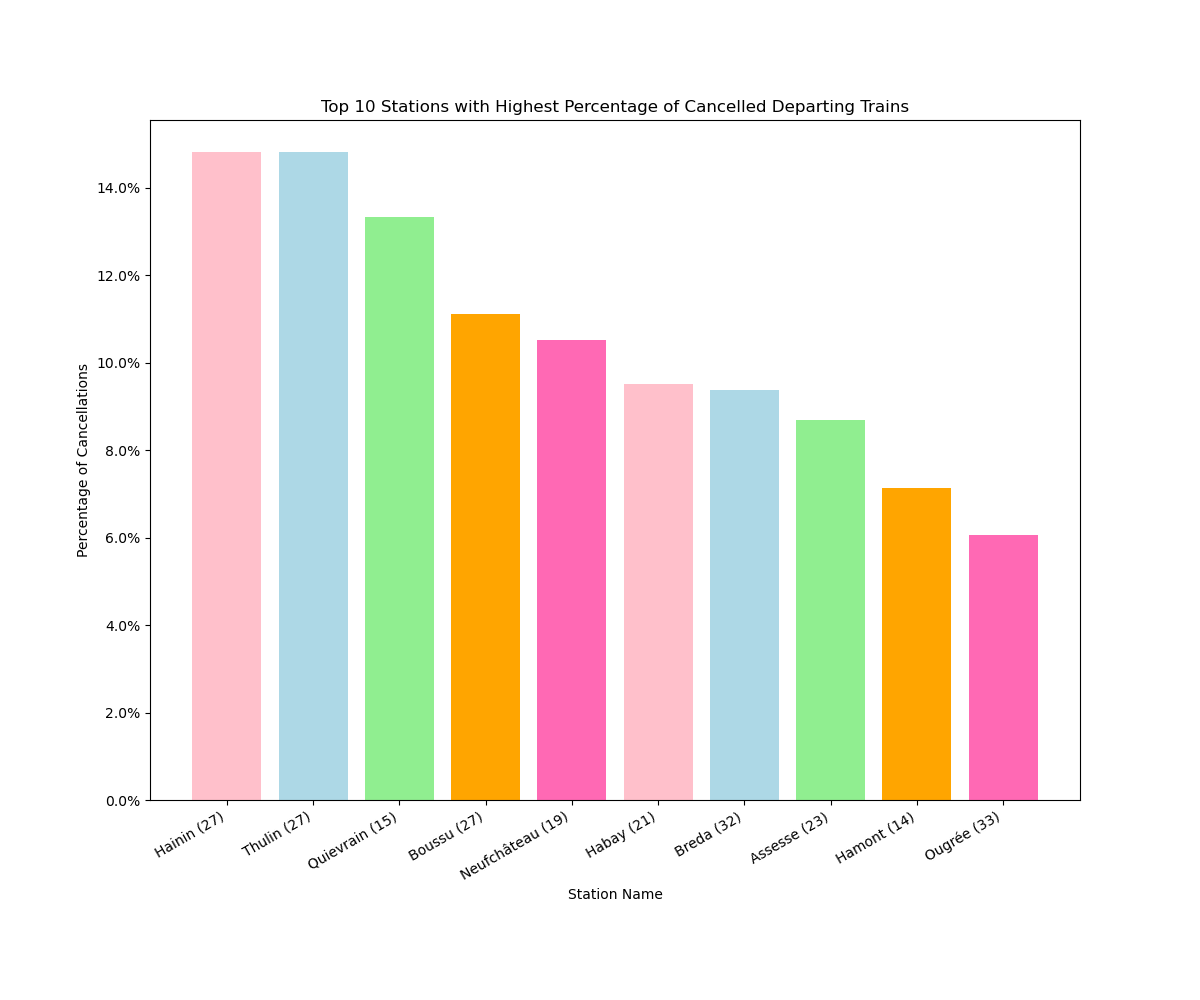 Top 10 Stations with Highest Percentage of Cancelled Departing Trains
14.0%
12.0%
10.0%
8.0%
6.0%
4.0%
2.0%
0.0%
Percentage of Cancellations
Hainin (27)
Thulin (27)
Quievrain (15)
Boussu (27)
Neufchâteau (19)
Habay (21)
Breda (32)
Assesse (23)
Hamont (14)
Ougrée (33)
Station Name